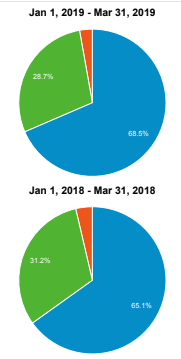 Jan 1, 2019 - Mar 31, 2019
28.7%
68.5%
Jan 1, 2018 - Mar 31, 2018
31.2%
65.1%